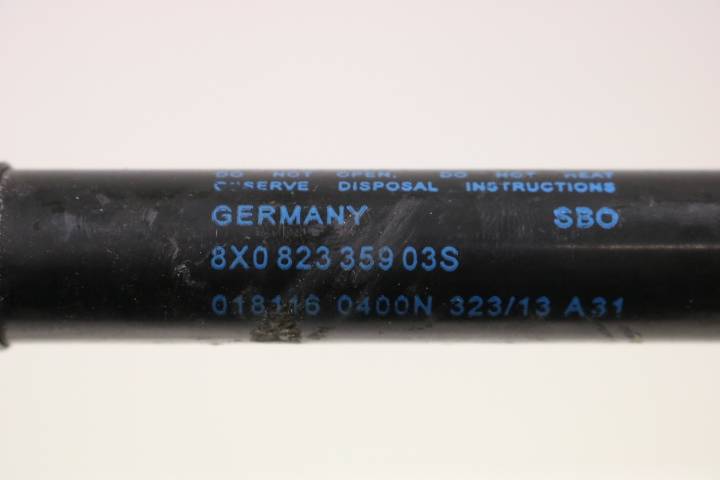 DO NOT OPEN. DO NOT HEAT
OBSERVE DISPOSAL INSTRUCTIONS
GERMANY SBO
8X0 823 359 03S
018116 0400N 323/13 A31